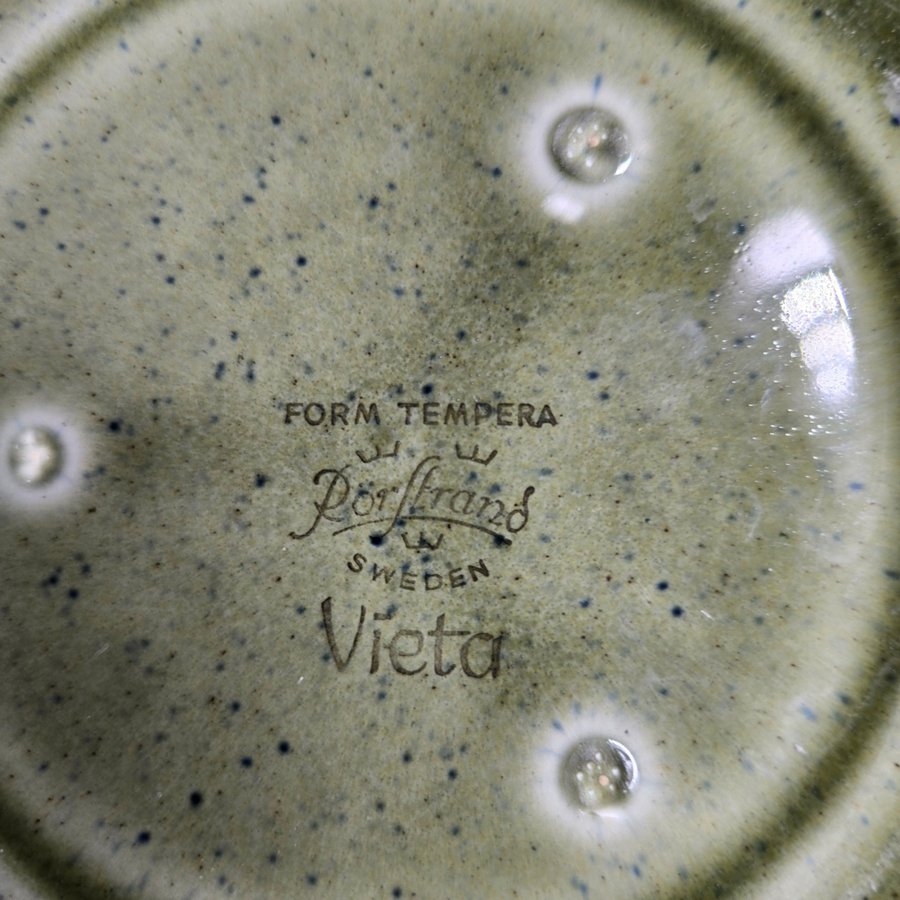 FORM TEMPERA
Rörstrand
SWEDEN
Vieta